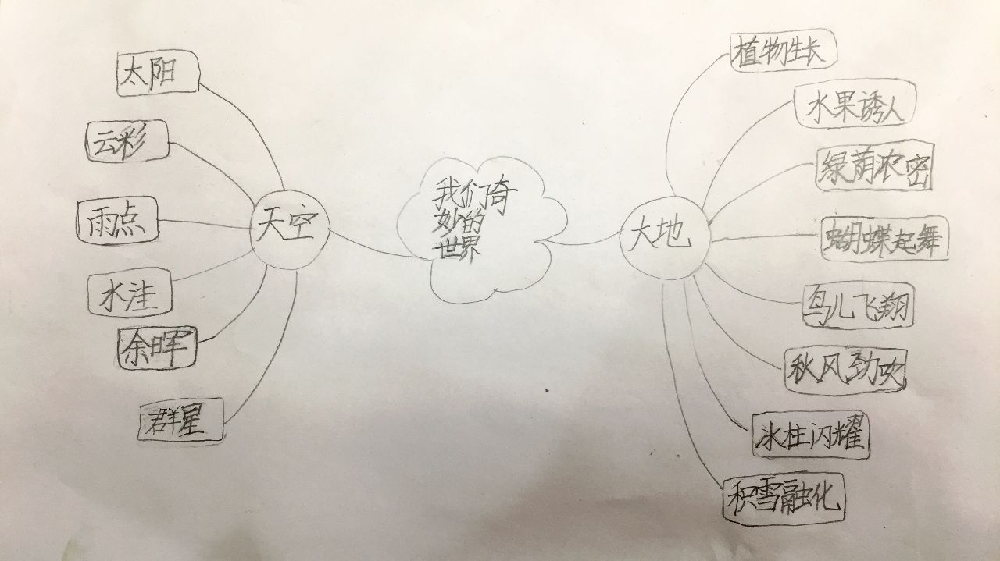 太阳
云彩
雨点
水洼
余晖
群星
天空
我们奇
妙的
世界
大地
植物生长
水果诱人
绿荫浓密
蝴蝶起舞
鸟儿飞翔
秋风劲吹
冰柱闪耀
积雪融化